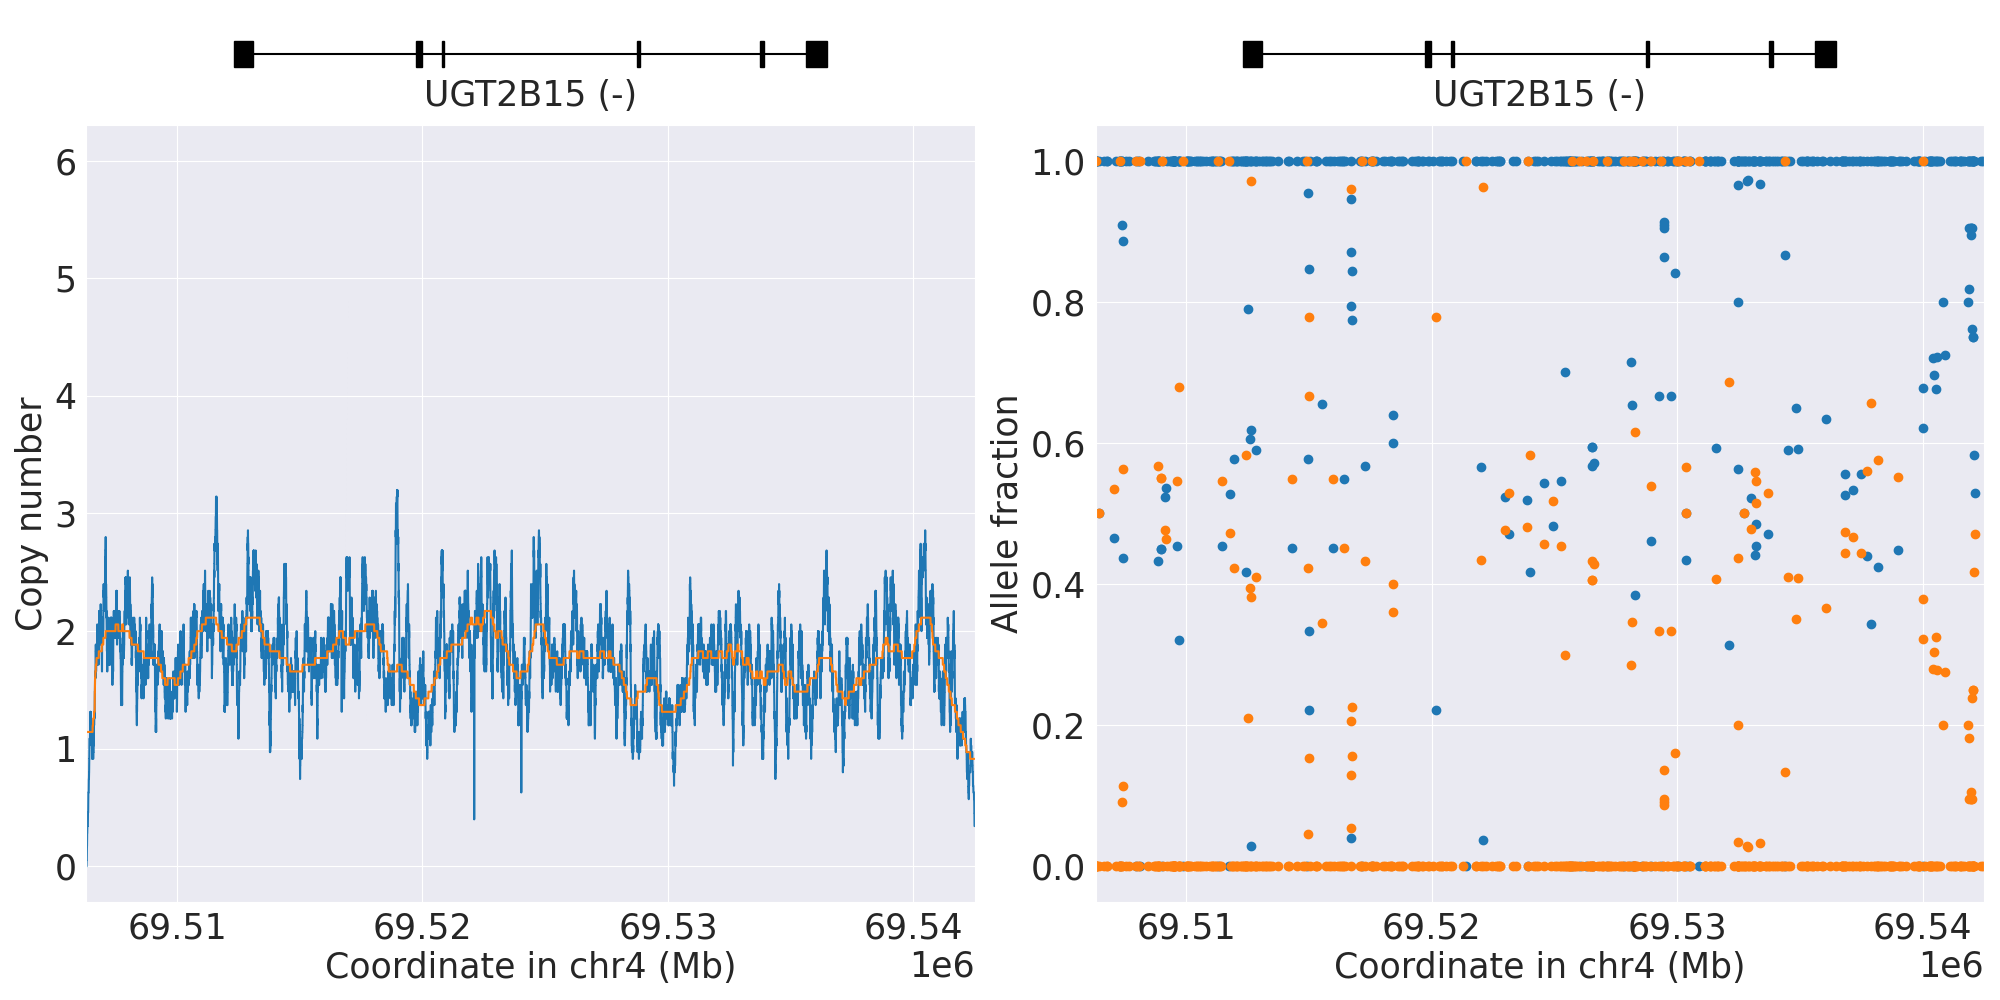 UGT2B15 (-)
6
5
4
3
2
1
0
Copy number
69.51 69.52 69.53 69.54
Coordinate in chr4 (Mb)
1e6
UGT2B15 (-)
1.0
0.8
0.6
0.4
0.2
0.0
Allele fraction
69.51 69.52 69.53 69.54
Coordinate in chr4 (Mb)
1e6